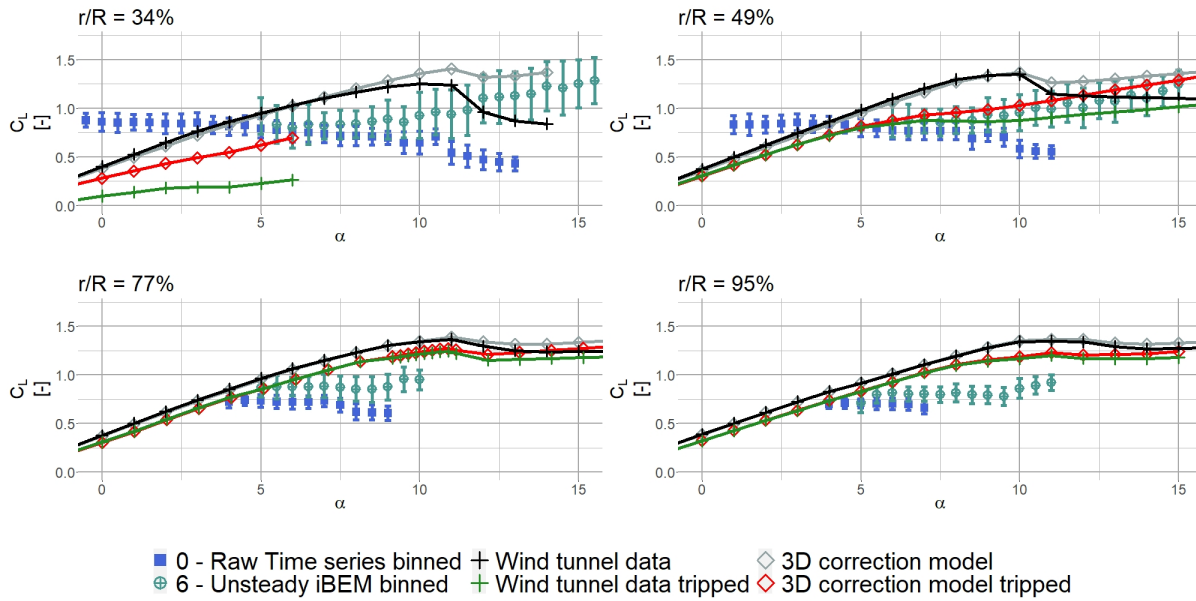 r/R = 34%
r/R = 49%
1.5
1.0
0.5
0.0
C_L
[-]
0 5 10 15
α
1.5
1.0
0.5
0.0
C_L
[-]
0 5 10 15
α
r/R = 77%
r/R = 95%
1.5
1.0
0.5
0.0
C_L
[-]
0 5 10 15
α
1.5
1.0
0.5
0.0
C_L
[-]
0 5 10 15
α
0 - Raw Time series binned Wind tunnel data 3D correction model
6 - Unsteady iBEM binned Wind tunnel data tripped 3D correction model tripped